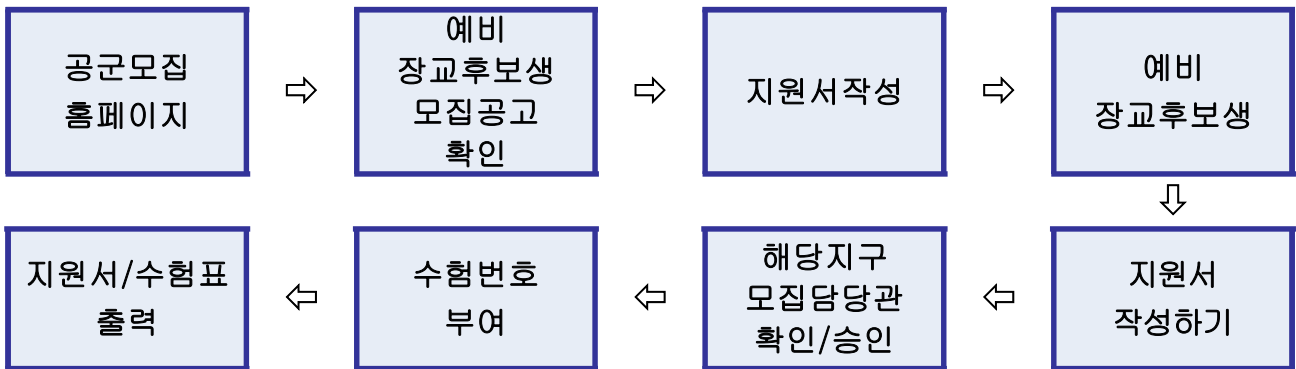 공군모집
홈페이지
예비
장교후보생
모집공고
확인
지원서작성
예비
장교후보생
지원서
작성하기
해당지구
모집담당관
확인/승인
수험번호
부여
지원서/수험표
출력